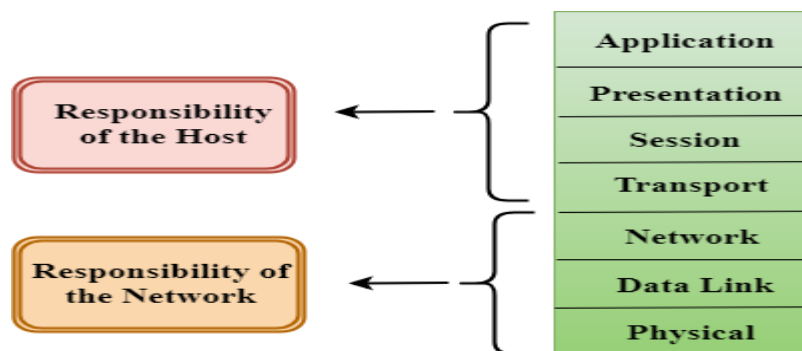 Responsibility
of the Host
Responsibility of
the Network
Application
Presentation
Session
Transport
Network
Data Link
Physical